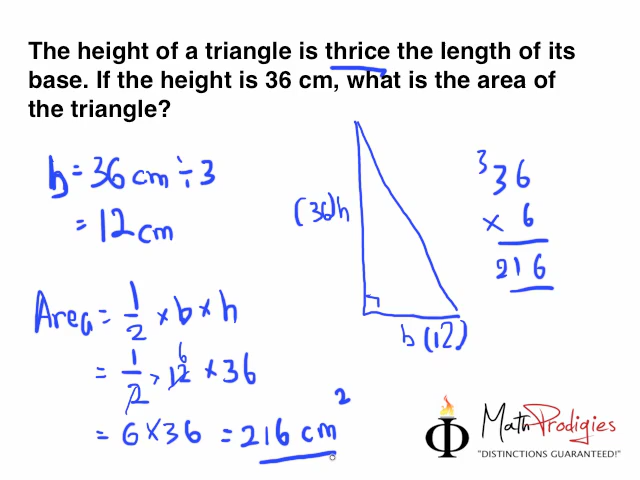 The height of a triangle is thrice the length of its
base. If the height is 36 cm, what is the area of
the triangle?
b = 36 cm ÷ 3
= 12 cm
(36)h
b (12)
3
36
× 6
216
Area = 1/2 × b × h
= 1/2 × 12 6 × 36
= 6 × 36 = 216 cm²
Math Prodigies
"DISTINCTIONS GUARANTEED!"